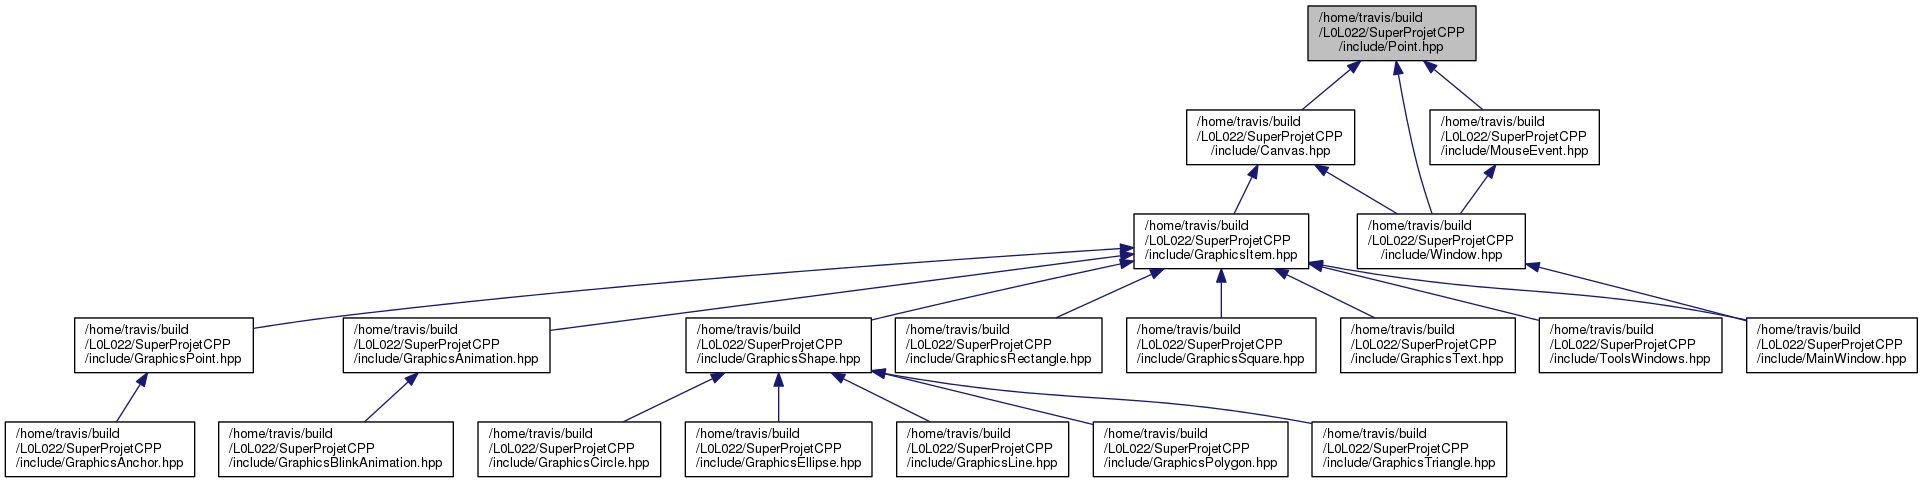 /home/travis/build
/L0L022/SuperProjetCPP
/include/Point.hpp
/home/travis/build
/L0L022/SuperProjetCPP
/include/Canvas.hpp
/home/travis/build
/L0L022/SuperProjetCPP
/include/MouseEvent.hpp
/home/travis/build
/L0L022/SuperProjetCPP
/include/GraphicsItem.hpp
/home/travis/build
/L0L022/SuperProjetCPP
/include/Window.hpp
/home/travis/build
/L0L022/SuperProjetCPP
/include/GraphicsPoint.hpp
/home/travis/build
/L0L022/SuperProjetCPP
/include/GraphicsAnimation.hpp
/home/travis/build
/L0L022/SuperProjetCPP
/include/GraphicsShape.hpp
/home/travis/build
/L0L022/SuperProjetCPP
/include/GraphicsRectangle.hpp
/home/travis/build
/L0L022/SuperProjetCPP
/include/GraphicsSquare.hpp
/home/travis/build
/L0L022/SuperProjetCPP
/include/GraphicsText.hpp
/home/travis/build
/L0L022/SuperProjetCPP
/include/ToolsWindows.hpp
/home/travis/build
/L0L022/SuperProjetCPP
/include/MainWindow.hpp
/home/travis/build
/L0L022/SuperProjetCPP
/include/GraphicsAnchor.hpp
/home/travis/build
/L0L022/SuperProjetCPP
/include/GraphicsBlinkAnimation.hpp
/home/travis/build
/L0L022/SuperProjetCPP
/include/GraphicsCircle.hpp
/home/travis/build
/L0L022/SuperProjetCPP
/include/GraphicsEllipse.hpp
/home/travis/build
/L0L022/SuperProjetCPP
/include/GraphicsLine.hpp
/home/travis/build
/L0L022/SuperProjetCPP
/include/GraphicsPolygon.hpp
/home/travis/build
/L0L022/SuperProjetCPP
/include/GraphicsTriangle.hpp